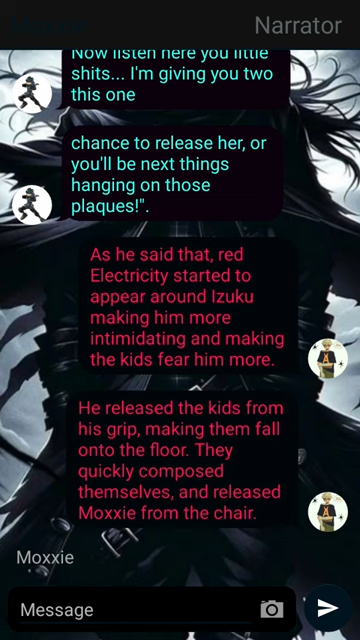 Narrator
Now listen here you little
shits... I'm giving you two
this one
chance to release her, or
you'll be next things
hanging on those
plaques!".
As he said that, red
Electricity started to
appear around Izuku
making him more
intimidating and making
the kids fear him more.
He released the kids from
his grip, making them fall
onto the floor. They
quickly composed
themselves, and released
Moxxie from the chair.
Moxxie
Message